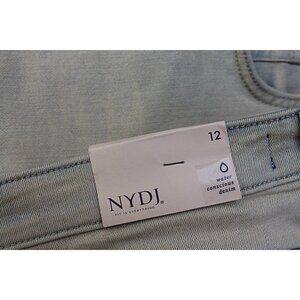 12
water
conscious
denim
NYDJ®
FIT IS EVERYTHING